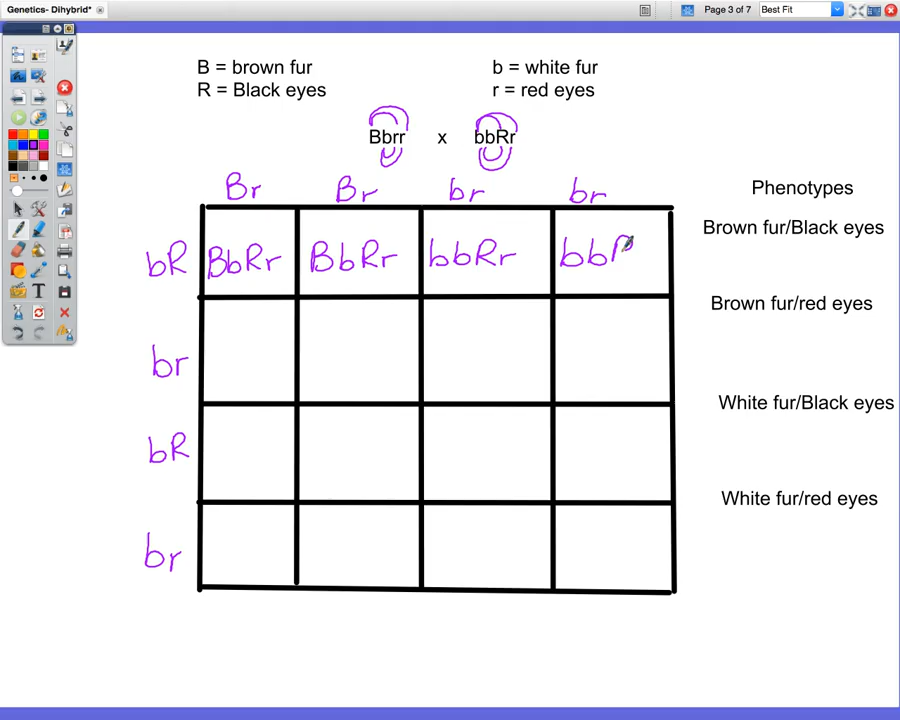 Genetics- Dihybrid*
Page 3 of 7
Best Fit
B = brown fur
b = white fur
R = Black eyes
r = red eyes
Bbrr x bbRr
Br Br br br
Phenotypes
Brown fur/Black eyes
bR BbRr BbRr bbRr bbR
Brown fur/red eyes
br
White fur/Black eyes
bR
White fur/red eyes
br